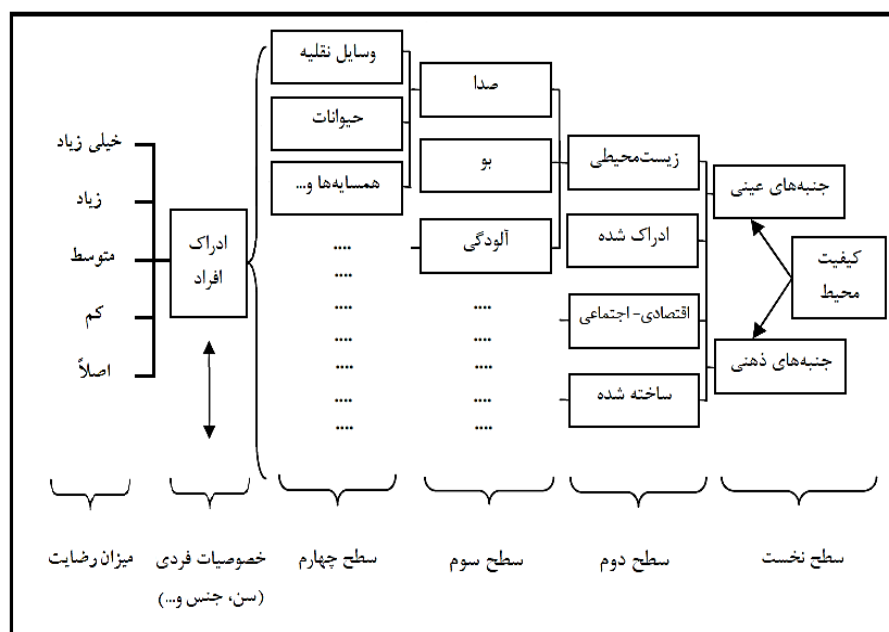 کیفیت
محیط
جنبه‌های عینی
جنبه‌های ذهنی
زیست‌محیطی
ادراک شده
اقتصادی- اجتماعی
ساخته شده
صدا
بو
آلودگی
....
....
....
....
....
وسایل نقلیه
حیوانات
همسایه‌ها و...
....
....
....
....
....
....
....
ادراک
افراد
خیلی زیاد
زیاد
متوسط
کم
اصلاً
سطح نخست
سطح دوم
سطح سوم
سطح چهارم
خصوصیات فردی
(سن، جنس و...)
میزان رضایت